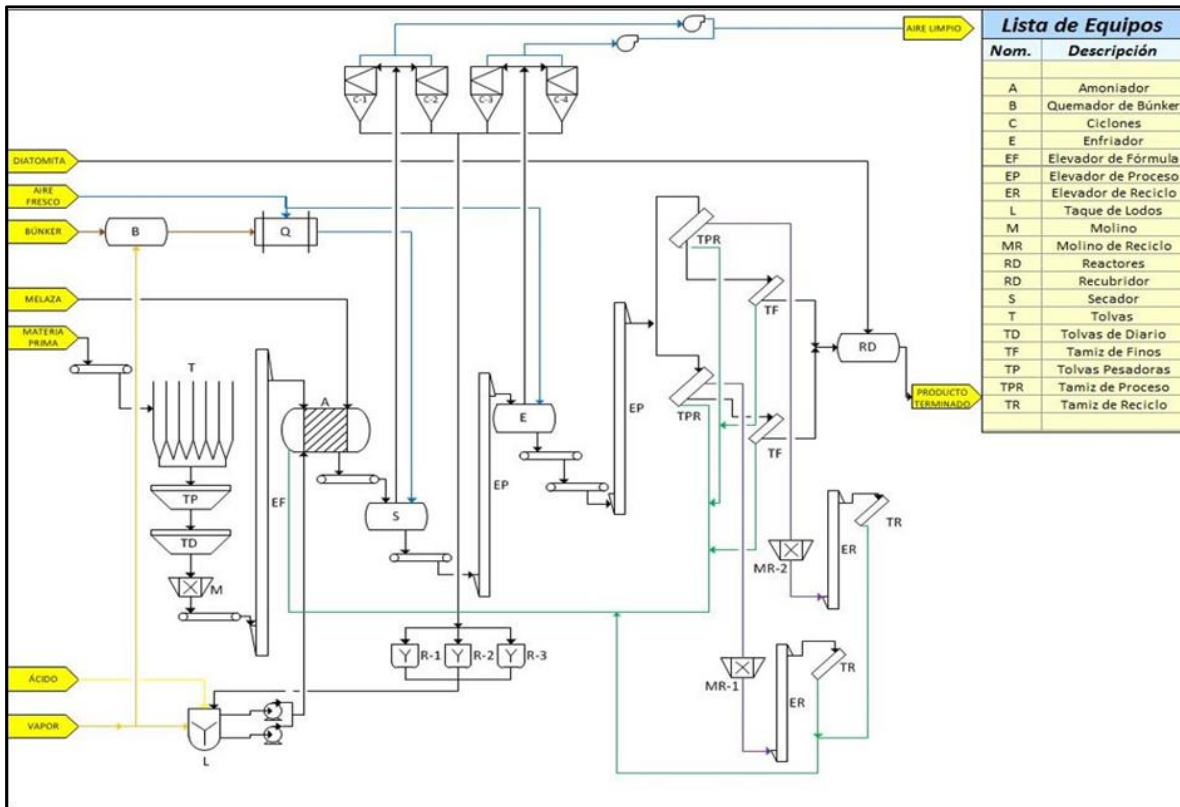 Lista de Equipos
Nom. Descripción
A Amoniador
B Quemador de Búnker
C Ciclones
E Enfriador
EF Elevador de Fórmula
EP Elevador de Proceso
ER Elevador de Reciclo
L Taque de Lodos
M Molino
MR Molino de Reciclo
RD Reactores
RD Recubridor
S Secador
T Tolvas
TD Tolvas de Diario
TF Tamiz de Finos
TP Tolvas Pesadoras
TPR Tamiz de Proceso
TR Tamiz de Reciclo
AIRE LIMPIO
C-1
C-2
C-3
C-4
DIATOMITA
AIRE
FRESCO
BÚNKER
B
Q
MELAZA
MATERIA
PRIMA
T
A
TP
TD
M
EF
S
EP
E
EP
TPR
TPR
TF
TF
RD
PRODUCTO
TERMINADO
MR-2
ER
TR
MR-1
ER
TR
R-1
R-2
R-3
ÁCIDO
VAPOR
L